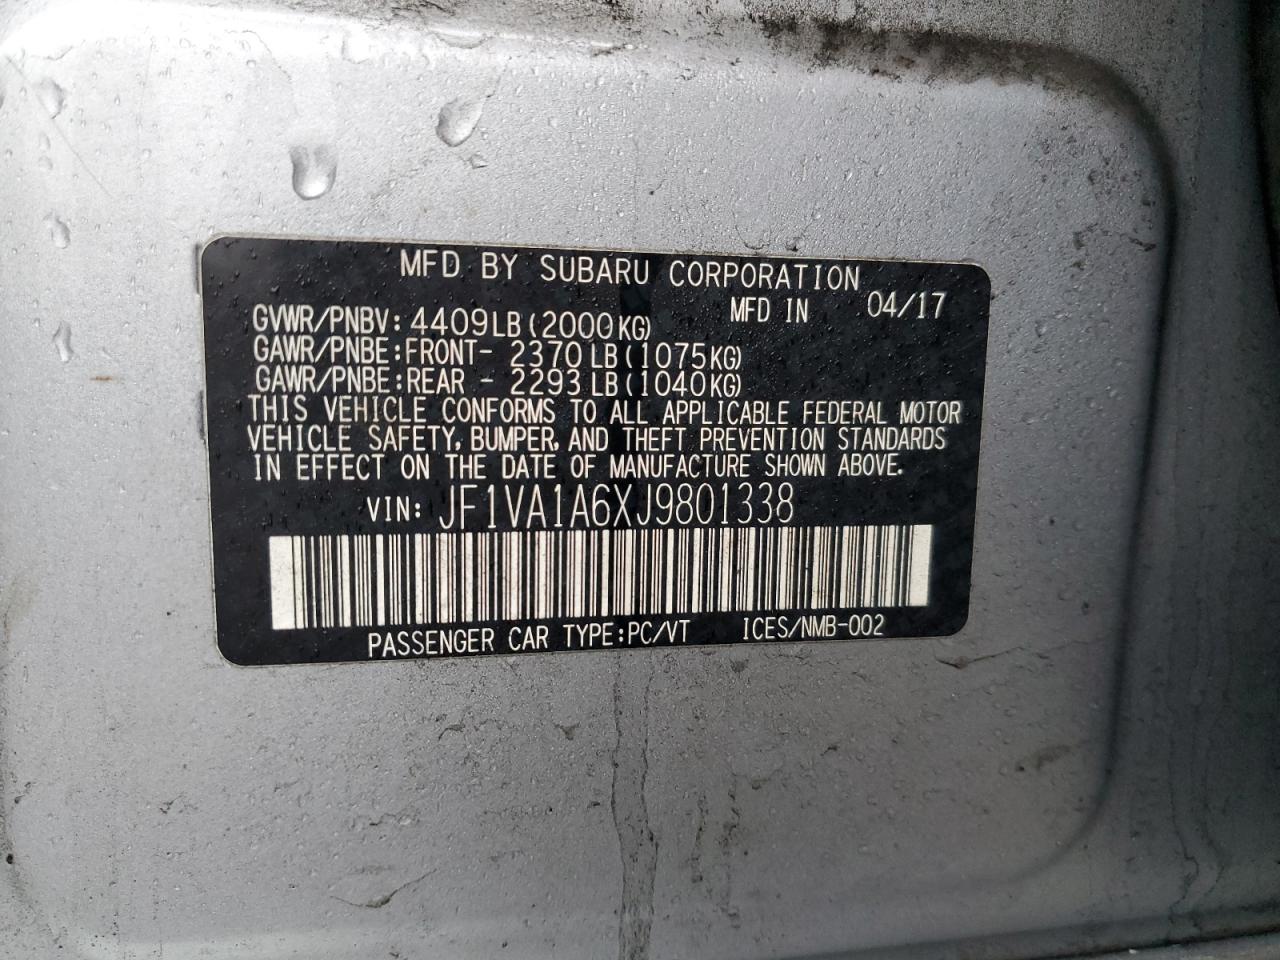 MFD BY SUBARU CORPORATION
MFD IN 04/17
GVWR/PNBV: 4409LB(2000KG)
GAWR/PNBE:FRONT- 2370LB(1075KG)
GAWR/PNBE:REAR - 2293LB(1040KG)
THIS VEHICLE CONFORMS TO ALL APPLICABLE FEDERAL MOTOR
VEHICLE SAFETY, BUMPER, AND THEFT PREVENTION STANDARDS
IN EFFECT ON THE DATE OF MANUFACTURE SHOWN ABOVE.
VIN: JF1VA1A6XJ9801338
PASSENGER CAR TYPE:PC/VT ICES/NMB-002